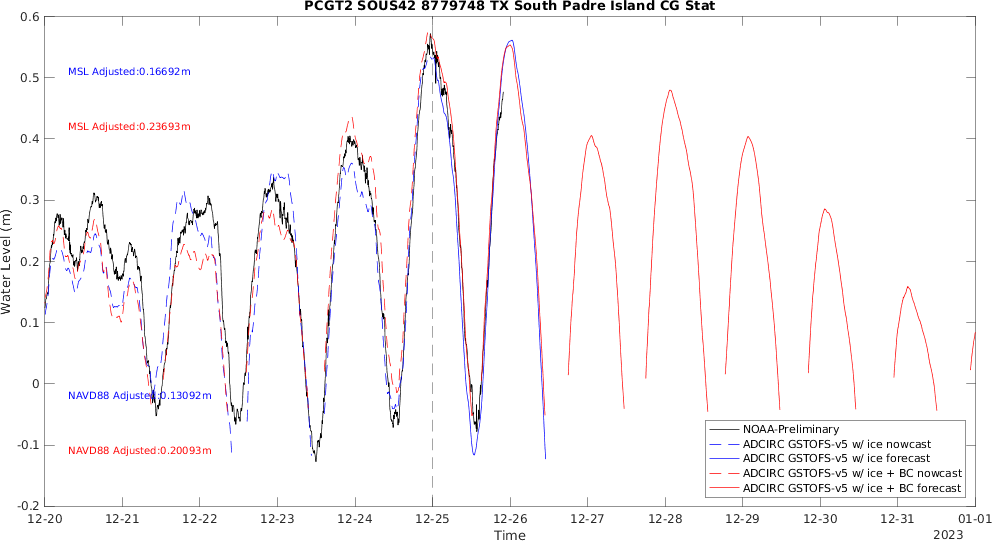 PCGT2 SOUS42 8779748 TX South Padre Island CG Stat
0.6
0.5
0.4
0.3
0.2
0.1
0
-0.1
-0.2
Water Level (m)
MSL Adjusted:0.16692m
MSL Adjusted:0.23693m
NAVD88 Adjusted:0.13092m
NAVD88 Adjusted:0.20093m
NOAA-Preliminary
ADCIRC GSTOFS-v5 w/ ice nowcast
ADCIRC GSTOFS-v5 w/ ice forecast
ADCIRC GSTOFS-v5 w/ ice + BC nowcast
ADCIRC GSTOFS-v5 w/ ice + BC forecast
12-20 12-21 12-22 12-23 12-24 12-25 12-26 12-27 12-28 12-29 12-30 12-31 01-01
Time
2023